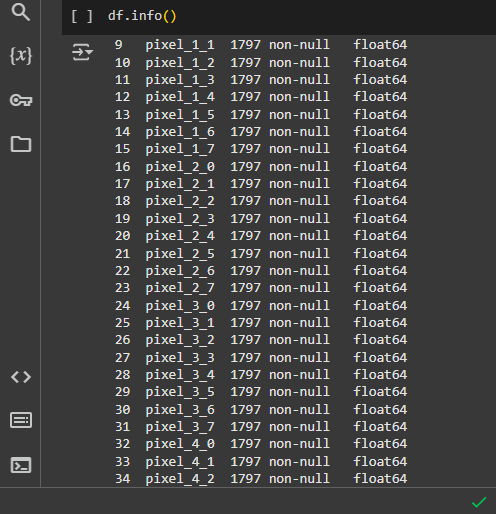 [ ] df.info()
9 pixel_1_1 1797 non-null float64
10 pixel_1_2 1797 non-null float64
11 pixel_1_3 1797 non-null float64
12 pixel_1_4 1797 non-null float64
13 pixel_1_5 1797 non-null float64
14 pixel_1_6 1797 non-null float64
15 pixel_1_7 1797 non-null float64
16 pixel_2_0 1797 non-null float64
17 pixel_2_1 1797 non-null float64
18 pixel_2_2 1797 non-null float64
19 pixel_2_3 1797 non-null float64
20 pixel_2_4 1797 non-null float64
21 pixel_2_5 1797 non-null float64
22 pixel_2_6 1797 non-null float64
23 pixel_2_7 1797 non-null float64
24 pixel_3_0 1797 non-null float64
25 pixel_3_1 1797 non-null float64
26 pixel_3_2 1797 non-null float64
27 pixel_3_3 1797 non-null float64
28 pixel_3_4 1797 non-null float64
29 pixel_3_5 1797 non-null float64
30 pixel_3_6 1797 non-null float64
31 pixel_3_7 1797 non-null float64
32 pixel_4_0 1797 non-null float64
33 pixel_4_1 1797 non-null float64
34 pixel_4_2 1797 non-null float64
{x}